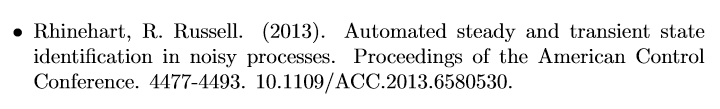 • Rhinehart, R. Russell. (2013). Automated steady and transient state
identification in noisy processes. Proceedings of the American Control
Conference. 4477-4493. 10.1109/ACC.2013.6580530.